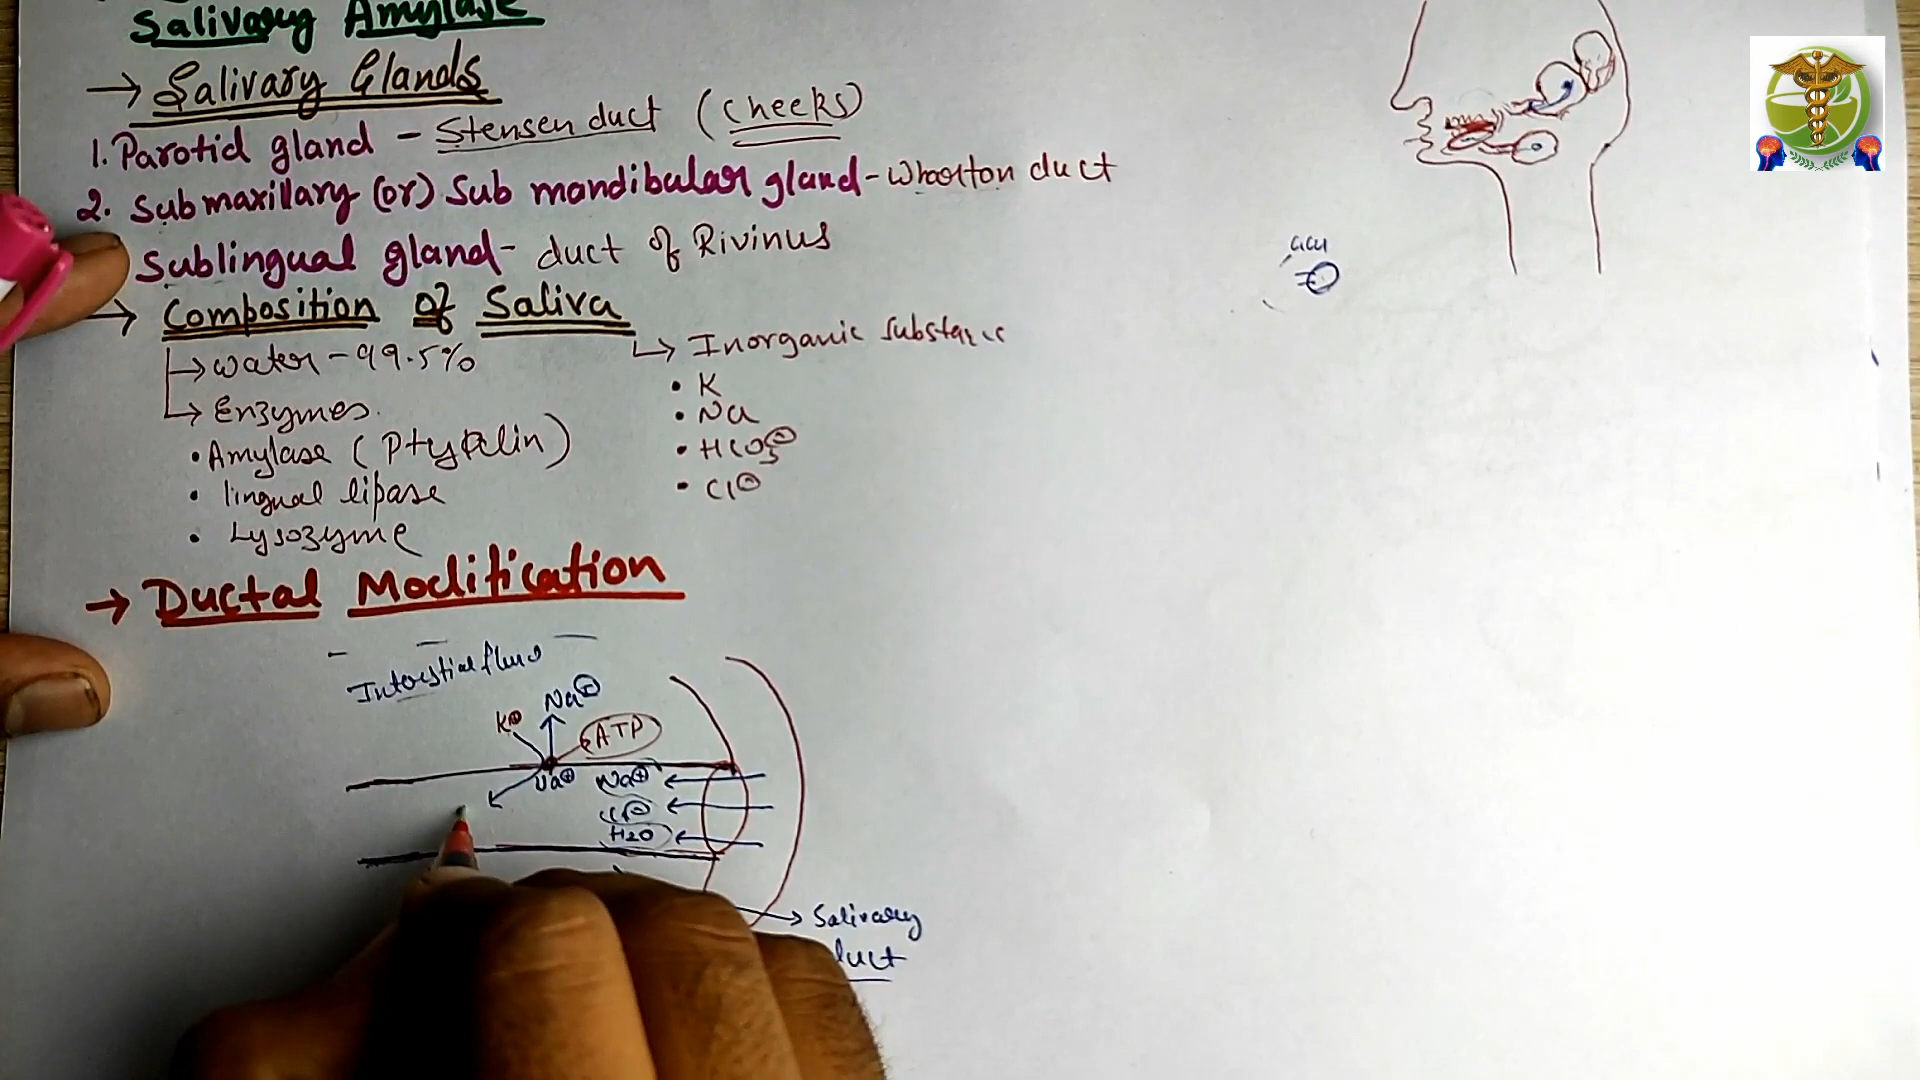 Salivary Amylase
→ Salivary Glands
1. Parotid gland - Stensen duct (cheeks)
2. Submaxillary (or) Sub mandibular gland - Wharton duct
Sublingual gland - duct of Rivinus
→ Composition of Saliva
→ water - 99.5%
→ Enzymes.
• Amylase (Ptyalin)
• lingual lipase
• Lysozyme
→ Inorganic substance
• K
• Na
• HCO3⊖
• Cl⊖
→ Ductal Modification
Interstial fluid
K⊕ Na⊕
ATP
Na⊕ Na⊕
Cl⊖
H2O
Salivary
duct